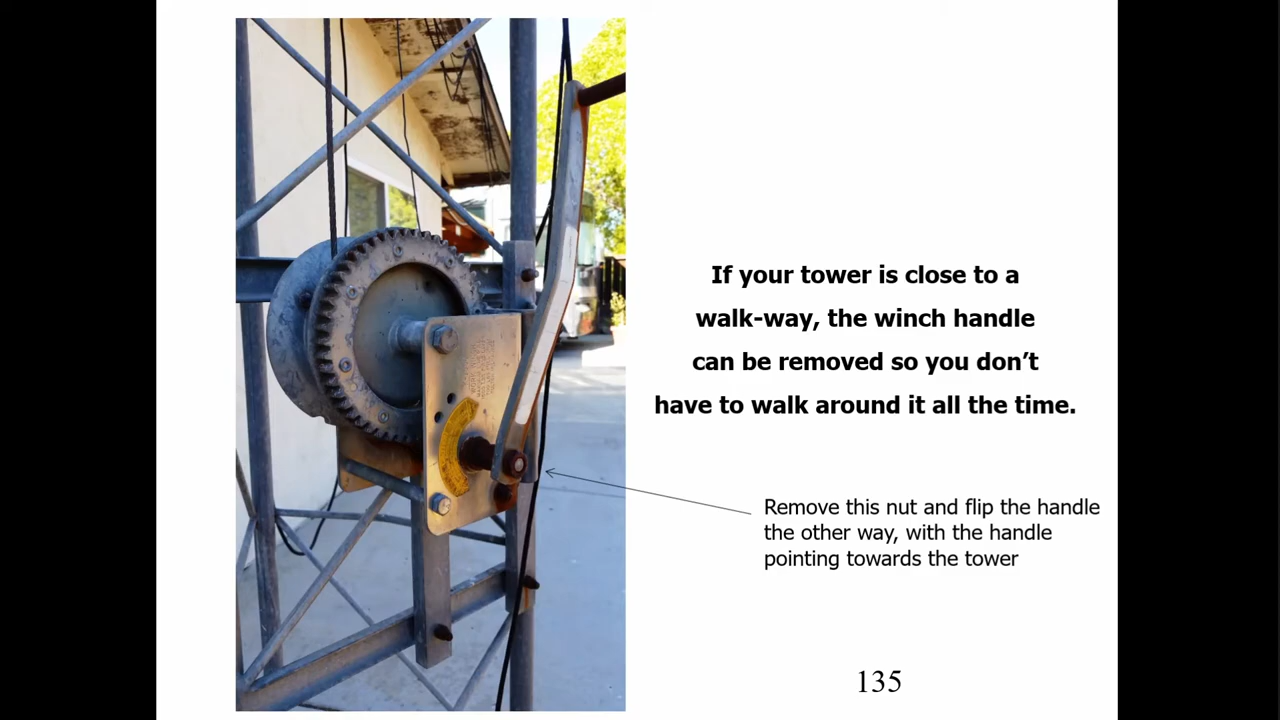 If your tower is close to a
walk-way, the winch handle
can be removed so you don’t
have to walk around it all the time.
Remove this nut and flip the handle
the other way, with the handle
pointing towards the tower
135